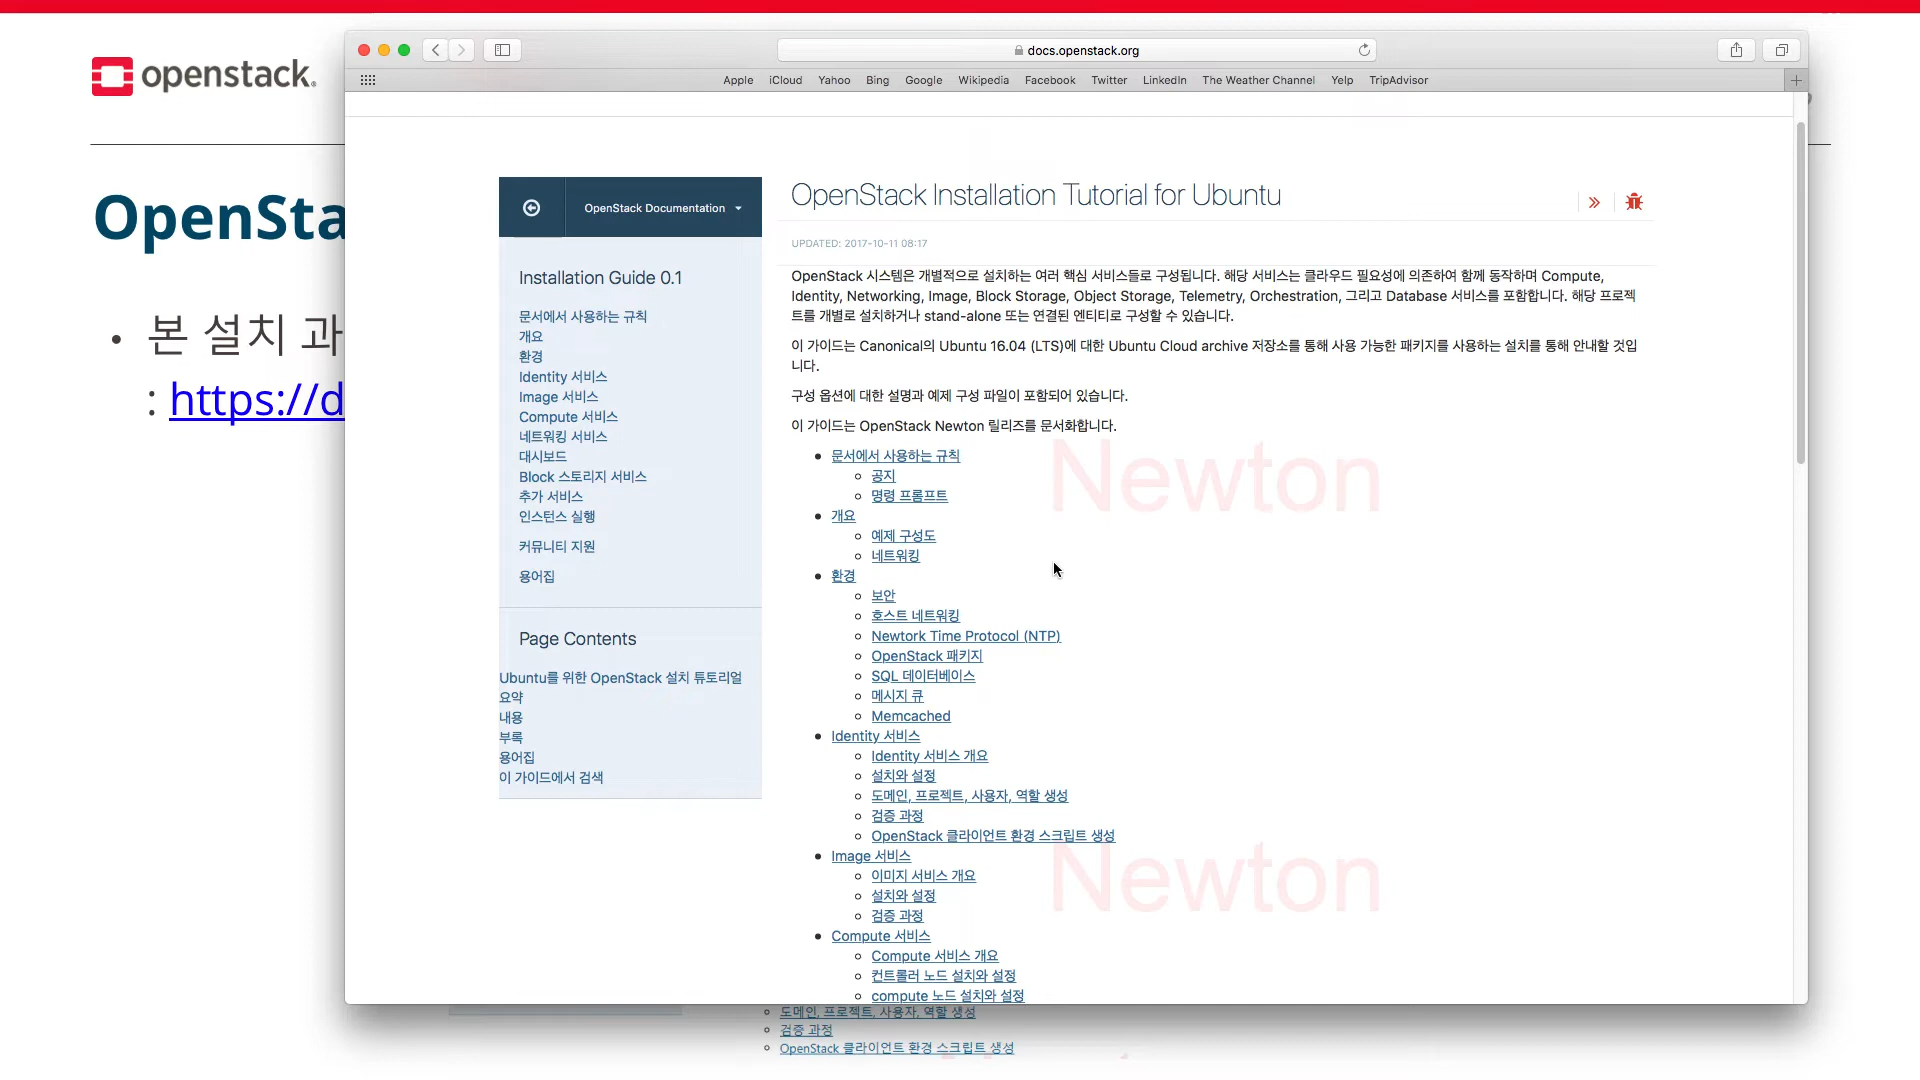 openstack.
OpenSta
• 본 설치 과
: https://d
docs.openstack.org
Apple iCloud Yahoo Bing Google Wikipedia Facebook Twitter LinkedIn The Weather Channel Yelp TripAdvisor
OpenStack Documentation
Installation Guide 0.1
문서에서 사용하는 규칙
개요
환경
Identity 서비스
Image 서비스
Compute 서비스
네트워킹 서비스
대시보드
Block 스토리지 서비스
추가 서비스
인스턴스 실행
커뮤니티 지원
용어집
Page Contents
Ubuntu를 위한 OpenStack 설치 튜토리얼
요약
내용
부록
용어집
이 가이드에서 검색
OpenStack Installation Tutorial for Ubuntu
UPDATED: 2017-10-11 08:17
OpenStack 시스템은 개별적으로 설치하는 여러 핵심 서비스들로 구성됩니다. 해당 서비스는 클라우드 필요성에 의존하여 함께 동작하며 Compute,
Identity, Networking, Image, Block Storage, Object Storage, Telemetry, Orchestration, 그리고 Database 서비스를 포함합니다. 해당 프로젝
트를 개별로 설치하거나 stand-alone 또는 연결된 엔티티로 구성할 수 있습니다.
이 가이드는 Canonical의 Ubuntu 16.04 (LTS)에 대한 Ubuntu Cloud archive 저장소를 통해 사용 가능한 패키지를 사용하는 설치를 통해 안내할 것입
니다.
구성 옵션에 대한 설명과 예제 구성 파일이 포함되어 있습니다.
이 가이드는 OpenStack Newton 릴리즈를 문서화합니다.
• 문서에서 사용하는 규칙
◦ 공지
◦ 명령 프롬프트
Newton
• 개요
◦ 예제 구성도
◦ 네트워킹
• 환경
◦ 보안
◦ 호스트 네트워킹
◦ Newtork Time Protocol (NTP)
◦ OpenStack 패키지
◦ SQL 데이터베이스
◦ 메시지 큐
◦ Memcached
• Identity 서비스
◦ Identity 서비스 개요
◦ 설치와 설정
◦ 도메인, 프로젝트, 사용자, 역할 생성
◦ 검증 과정
◦ OpenStack 클라이언트 환경 스크립트 생성
• Image 서비스
◦ 이미지 서비스 개요
◦ 설치와 설정
◦ 검증 과정
Newton
• Compute 서비스
◦ Compute 서비스 개요
◦ 컨트롤러 노드 설치와 설정
◦ compute 노드 설치와 설정
◦ 도메인, 프로젝트, 사용자, 역할 생성
◦ 검증 과정
◦ OpenStack 클라이언트 환경 스크립트 생성